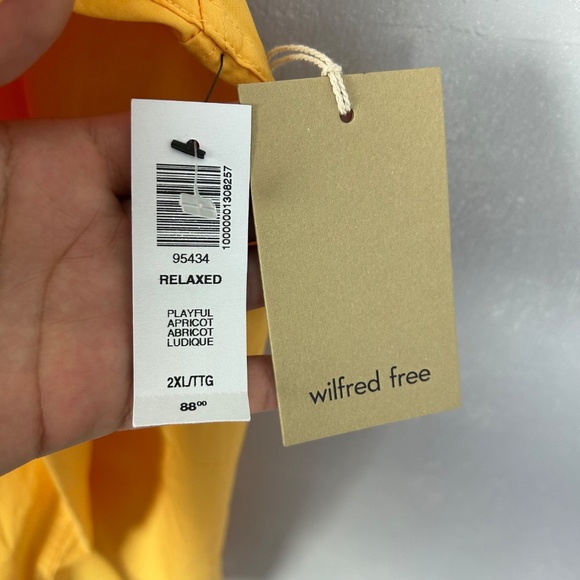 10000001308257
95434
RELAXED
PLAYFUL
APRICOT
ABRICOT
LUDIQUE
2XL/TTG
88⁰⁰
wilfred free